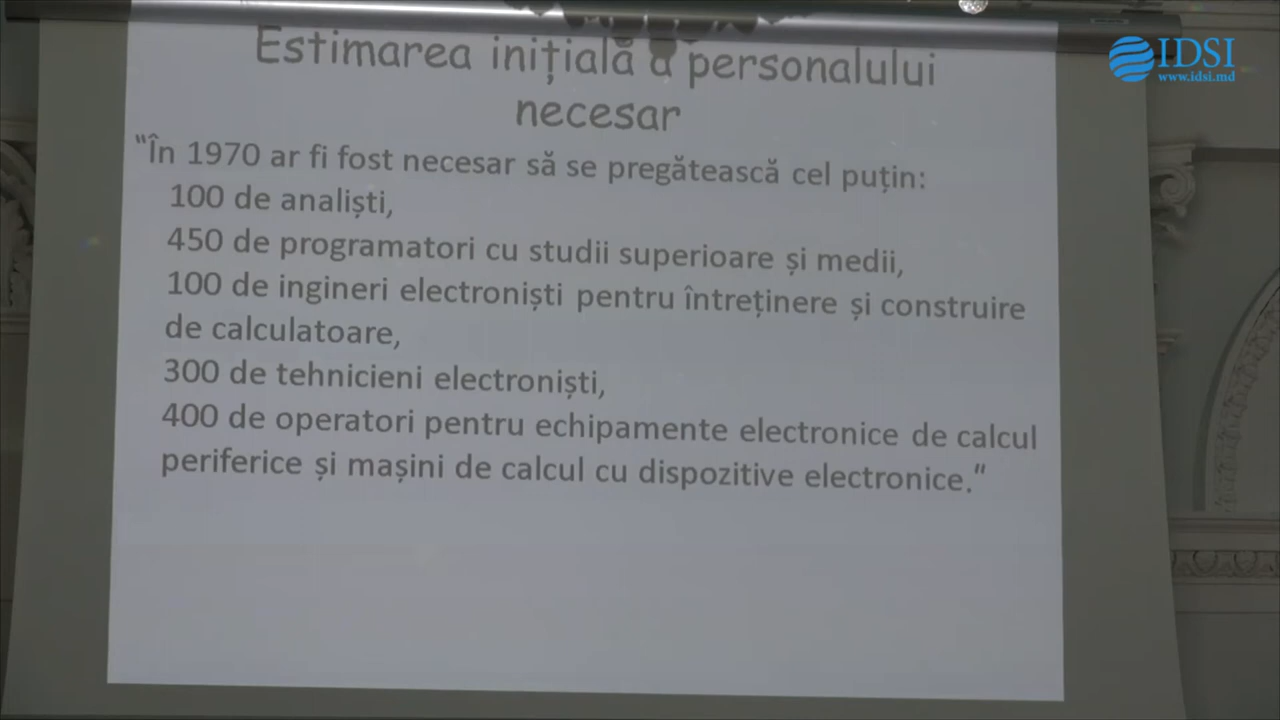 IDSI
www.idsi.md
Estimarea inițială a personalului
necesar
"În 1970 ar fi fost necesar să se pregătească cel puțin:
100 de analiști,
450 de programatori cu studii superioare și medii,
100 de ingineri electroniști pentru întreținere și construire
de calculatoare,
300 de tehnicieni electroniști,
400 de operatori pentru echipamente electronice de calcul
periferice și mașini de calcul cu dispozitive electronice."